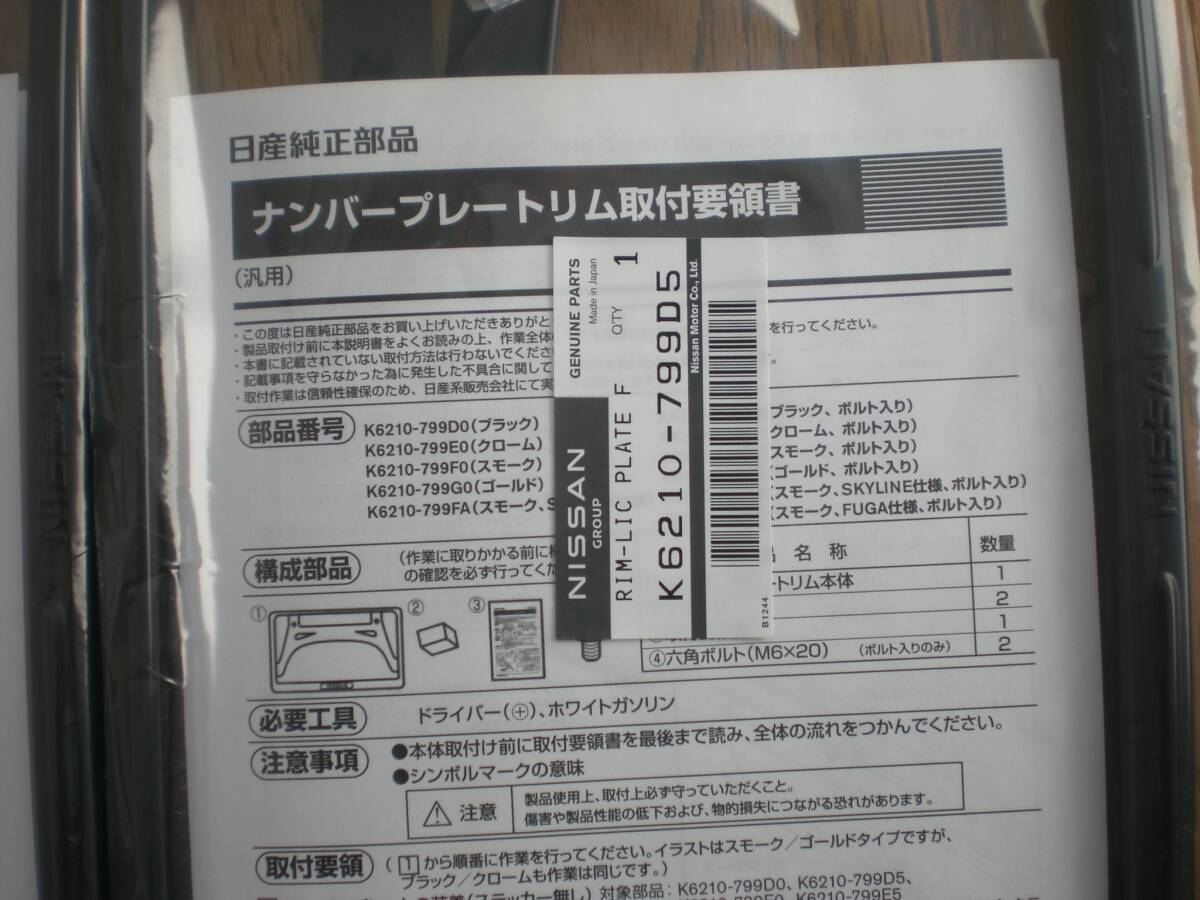 日産純正部品
ナンバープレートリム取付要領書
(汎用)
・この度は日産純正部品をお買い上げいただきありがと
を行ってください。
・製品取付け前に本説明書をよくお読みの上、作業全体
・本書に記載されていない取付方法は行わないでくださ
・記載事項を守らなかった為に発生した不具合に関して
・取付作業は信頼性確保のため、日産系販売会社にて実
GENUINE PARTS
Made in Japan
NISSAN
GROUP
RIM-LIC PLATE F
QTY 1
K6210-799D5
Nissan Motor Co., Ltd.
B1244
部品番号
K6210-799D0(ブラック)
K6210-799E0(クローム)
K6210-799F0(スモーク)
K6210-799G0(ゴールド)
K6210-799FA(スモーク、S
ブラック、ボルト入り)
クローム、ボルト入り)
スモーク、ボルト入り)
(ゴールド、ボルト入り)
(スモーク、SKYLINE仕様、ボルト入り)
(スモーク、FUGA仕様、ボルト入り)
構成部品
(作業に取りかかる前に
の確認を必ず行ってくだ
① ② ③
品 名 称 数量
ートリム本体 1
2
1
④六角ボルト(M6×20) (ボルト入りのみ) 2
必要工具
ドライバー(⊕)、ホワイトガソリン
注意事項
●本体取付け前に取付要領書を最後まで読み、全体の流れをつかんでください。
●シンボルマークの意味
注意
製品使用上、取付上必ず守っていただくこと。
傷害や製品性能の低下および、物的損失につながる恐れがあります。
取付要領
(1から順番に作業を行ってください。イラストはスモーク/ゴールドタイプですが、
ブラック/クロームも作業は同じです。)
の装着(ステッカー無し) 対象部品:K6210-799D0、K6210-799D5、
K6210-799E0、K6210-799E5
NISSAN